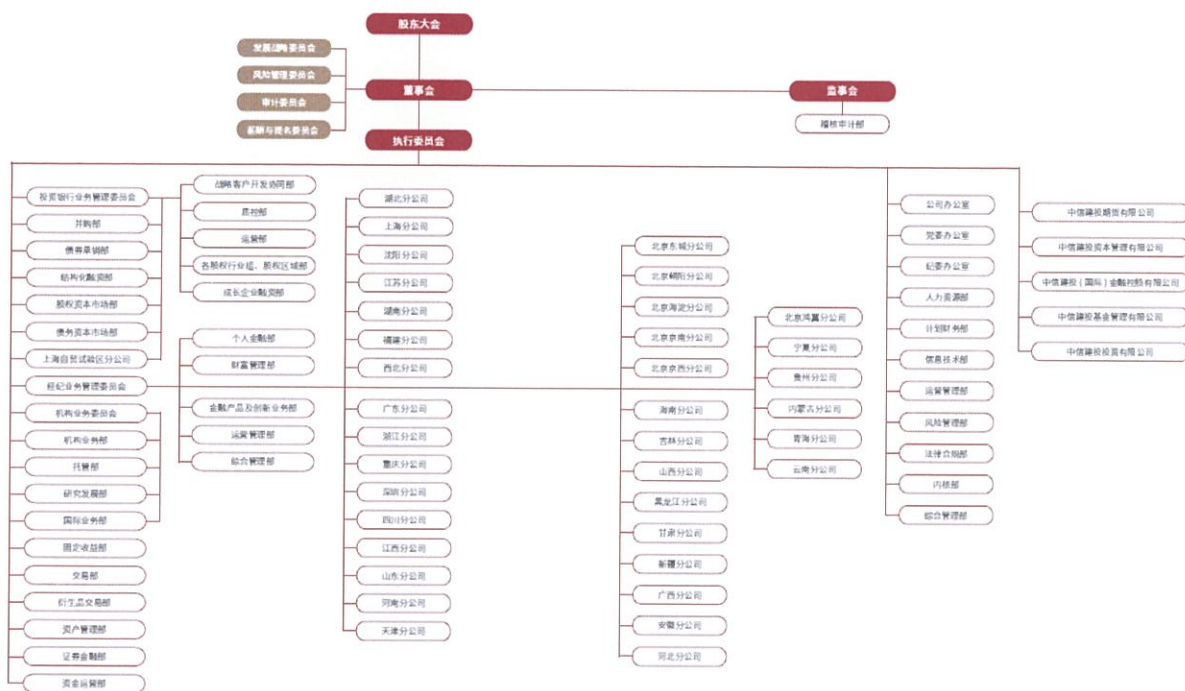 股东大会
发展战略委员会
风险管理委员会
审计委员会
薪酬与提名委员会
董事会
监事会
稽核审计部
执行委员会
投资银行业务管理委员会
并购部
债券承销部
结构化融资部
股权资本市场部
债务资本市场部
上海自贸试验区分公司
经纪业务管理委员会
机构业务委员会
机构业务部
托管部
研究发展部
国际业务部
固定收益部
交易部
衍生品交易部
资产管理部
证券金融部
资金运营部
战略客户开发协同部
质控部
运营部
各股权行业组、股权区域部
成长企业融资部
个人金融部
财富管理部
金融产品及创新业务部
运营管理部
综合管理部
湖北分公司
上海分公司
沈阳分公司
江苏分公司
湖南分公司
福建分公司
西北分公司
广东分公司
浙江分公司
重庆分公司
深圳分公司
四川分公司
江西分公司
山东分公司
河南分公司
天津分公司
北京东城分公司
北京朝阳分公司
北京海淀分公司
北京京南分公司
北京京西分公司
海南分公司
吉林分公司
山西分公司
黑龙江分公司
甘肃分公司
新疆分公司
广西分公司
安徽分公司
河北分公司
北京鸿翼分公司
宁夏分公司
贵州分公司
内蒙古分公司
青海分公司
云南分公司
公司办公室
党委办公室
纪委办公室
人力资源部
计划财务部
信息技术部
运营管理部
风险管理部
法律合规部
内核部
综合管理部
中信建投期货有限公司
中信建投资本管理有限公司
中信建投（国际）金融控股有限公司
中信建投基金管理有限公司
中信建投投资有限公司